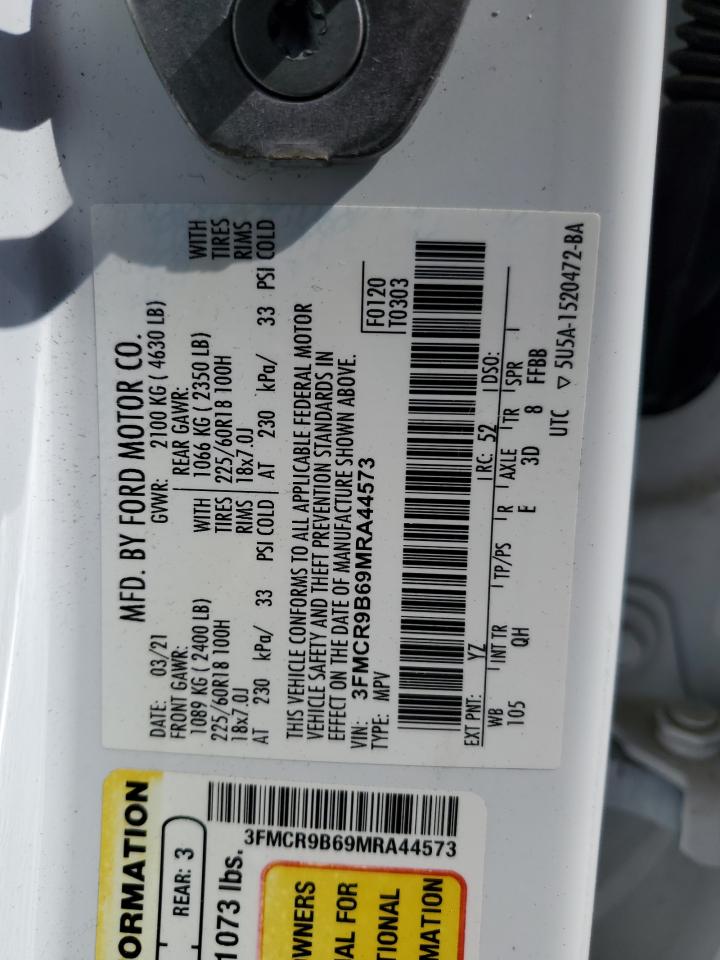 MFD. BY FORD MOTOR CO.
DATE: 03/21 GVWR: 2100 KG ( 4630 LB)
FRONT GAWR: REAR GAWR:
1089 KG ( 2400 LB) WITH 1066 KG ( 2350 LB) WITH
225/60R18 100H TIRES 225/60R18 100H TIRES
18x7.0J RIMS 18x7.0J RIMS
AT 230 kPa/ 33 PSI COLD AT 230 kPa/ 33 PSI COLD
THIS VEHICLE CONFORMS TO ALL APPLICABLE FEDERAL MOTOR
VEHICLE SAFETY AND THEFT PREVENTION STANDARDS IN
EFFECT ON THE DATE OF MANUFACTURE SHOWN ABOVE.
VIN: 3FMCR9B69MRA44573
TYPE: MPV
F0120
T0303
EXT PNT: YZ RC: 52 DSO:
WB INT TR TP/PS R AXLE TR SPR
105 QH E 3D 8 FFBB
UTC ▽ 5U5A-1520472-BA
ORMATION
REAR: 3
1073 lbs.
3FMCR9B69MRA44573
OWNERS
AL FOR
TIONAL
MATION